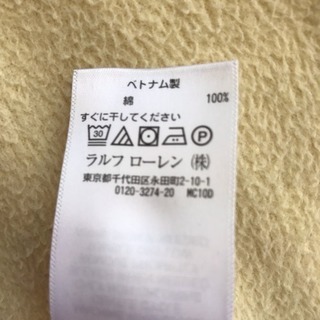 ベトナム製
綿 100%
すぐに干してください
30 P
ラルフ ローレン (株)
東京都千代田区永田町2-10-1
0120-3274-20 MC10D